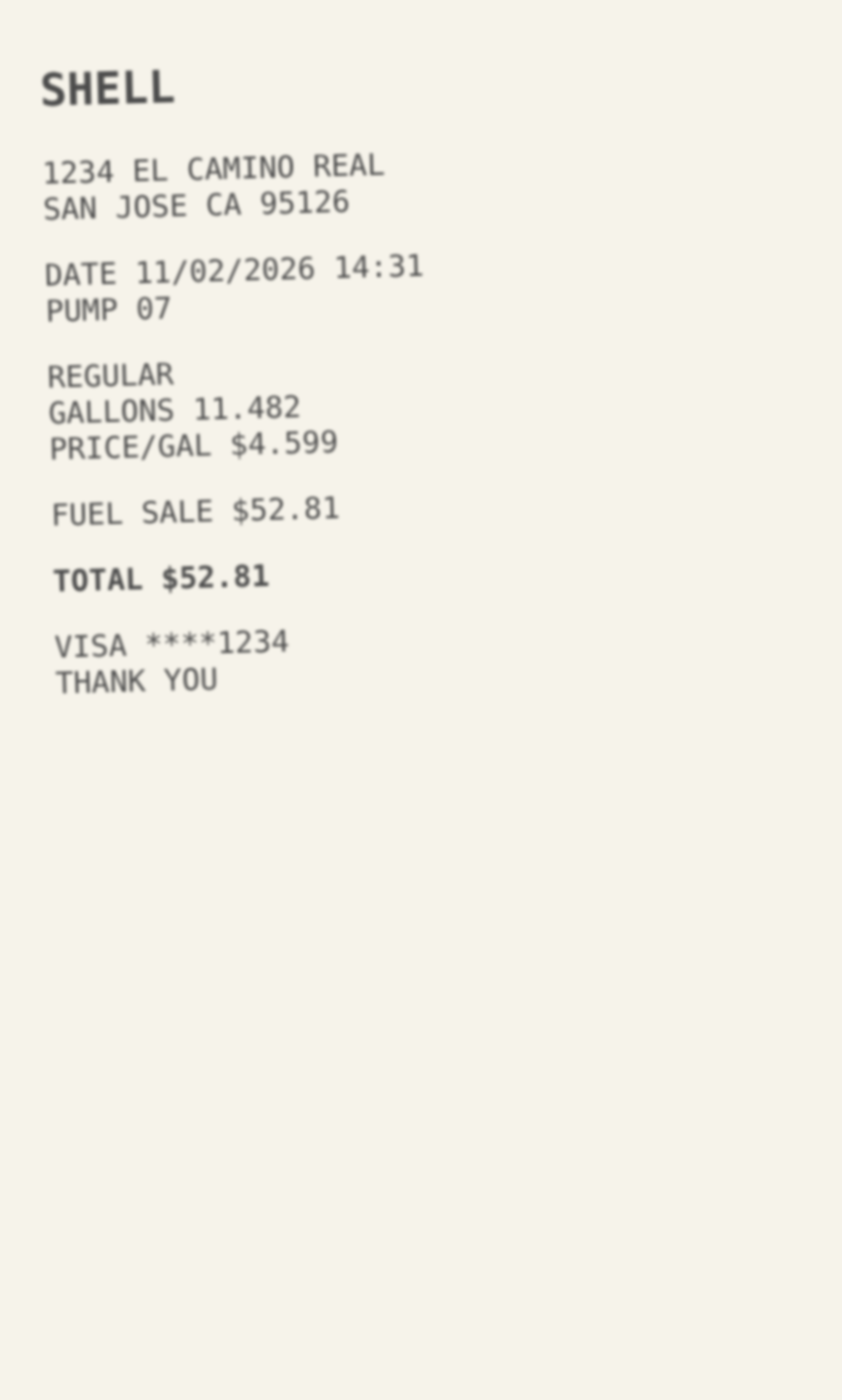 SHELL
1234 EL CAMINO REAL
SAN JOSE CA 95126
DATE 11/02/2026 14:31
PUMP 07
REGULAR
GALLONS 11.482
PRICE/GAL $4.599
FUEL SALE $52.81
TOTAL $52.81
VISA ****1234
THANK YOU